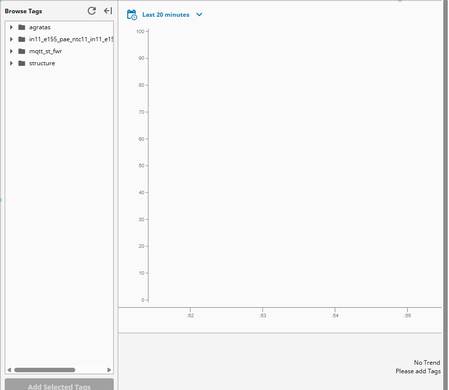 Browse Tags
agratas
in11_e155_pae_ntc11_in11_e15
mqtt_st_fwr
structure
Add Selected Tags
Last 20 minutes
100
90
80
70
60
50
40
30
20
10
0
:52
:53
:54
:55
No Trend
Please add Tags